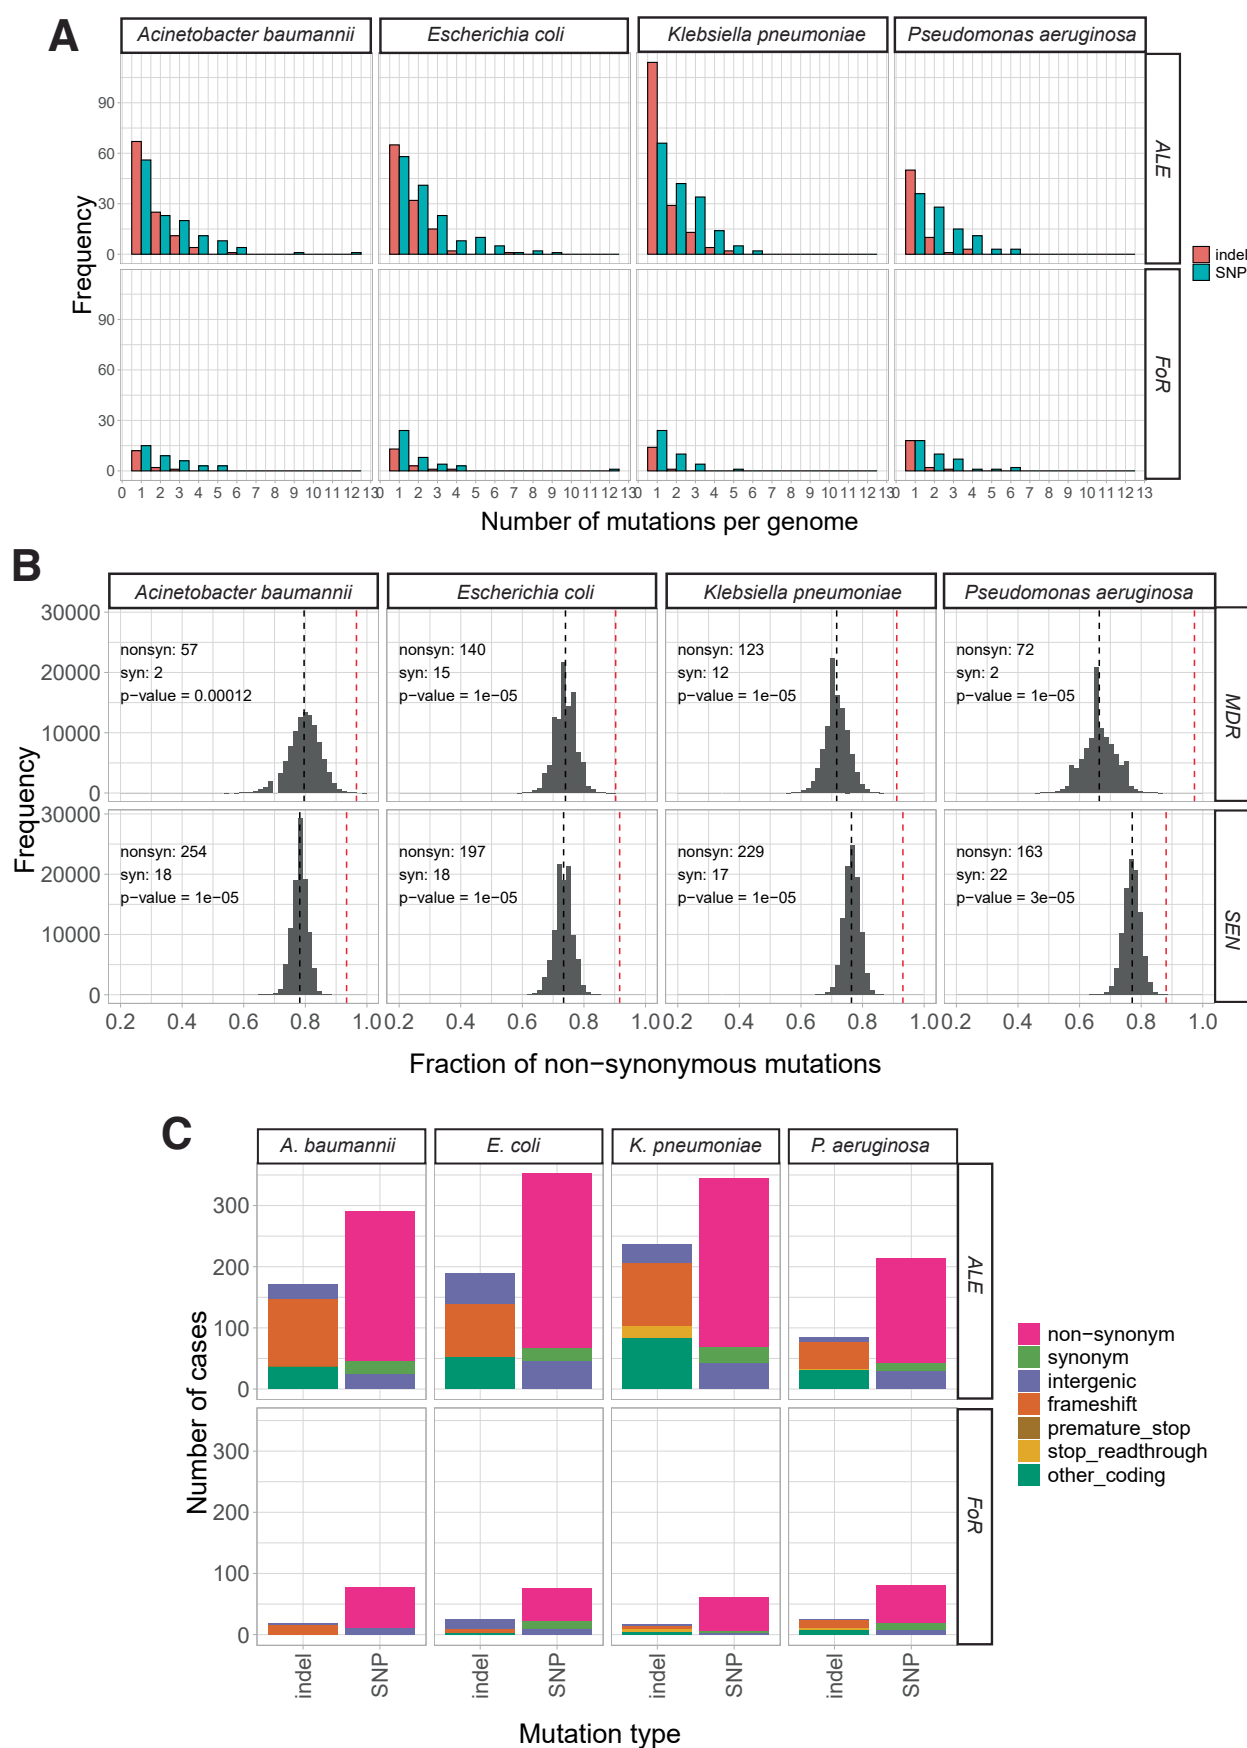 A
Acinetobacter baumannii
Escherichia coli
Klebsiella pneumoniae
Pseudomonas aeruginosa
90
60
30
0
ALE
Frequency
indel
SNP
90
60
30
0
FoR
0 1 2 3 4 5 6 7 8 9 10 11 12 13
0 1 2 3 4 5 6 7 8 9 10 11 12 13
0 1 2 3 4 5 6 7 8 9 10 11 12 13
0 1 2 3 4 5 6 7 8 9 10 11 12 13
Number of mutations per genome
B
Acinetobacter baumannii
Escherichia coli
Klebsiella pneumoniae
Pseudomonas aeruginosa
30000
20000
10000
0
nonsyn: 57
syn: 2
p−value = 0.00012
nonsyn: 140
syn: 15
p−value = 1e−05
nonsyn: 123
syn: 12
p−value = 1e−05
nonsyn: 72
syn: 2
p−value = 1e−05
MDR
Frequency
30000
20000
10000
0
nonsyn: 254
syn: 18
p−value = 1e−05
nonsyn: 197
syn: 18
p−value = 1e−05
nonsyn: 229
syn: 17
p−value = 1e−05
nonsyn: 163
syn: 22
p−value = 3e−05
SEN
0.2 0.4 0.6 0.8 1.0
0.2 0.4 0.6 0.8 1.0
0.2 0.4 0.6 0.8 1.0
0.2 0.4 0.6 0.8 1.0
Fraction of non−synonymous mutations
C
A. baumannii
E. coli
K. pneumoniae
P. aeruginosa
300
200
100
0
ALE
Number of cases
non−synonym
synonym
intergenic
frameshift
premature_stop
stop_readthrough
other_coding
300
200
100
0
FoR
indel SNP
indel SNP
indel SNP
indel SNP
Mutation type